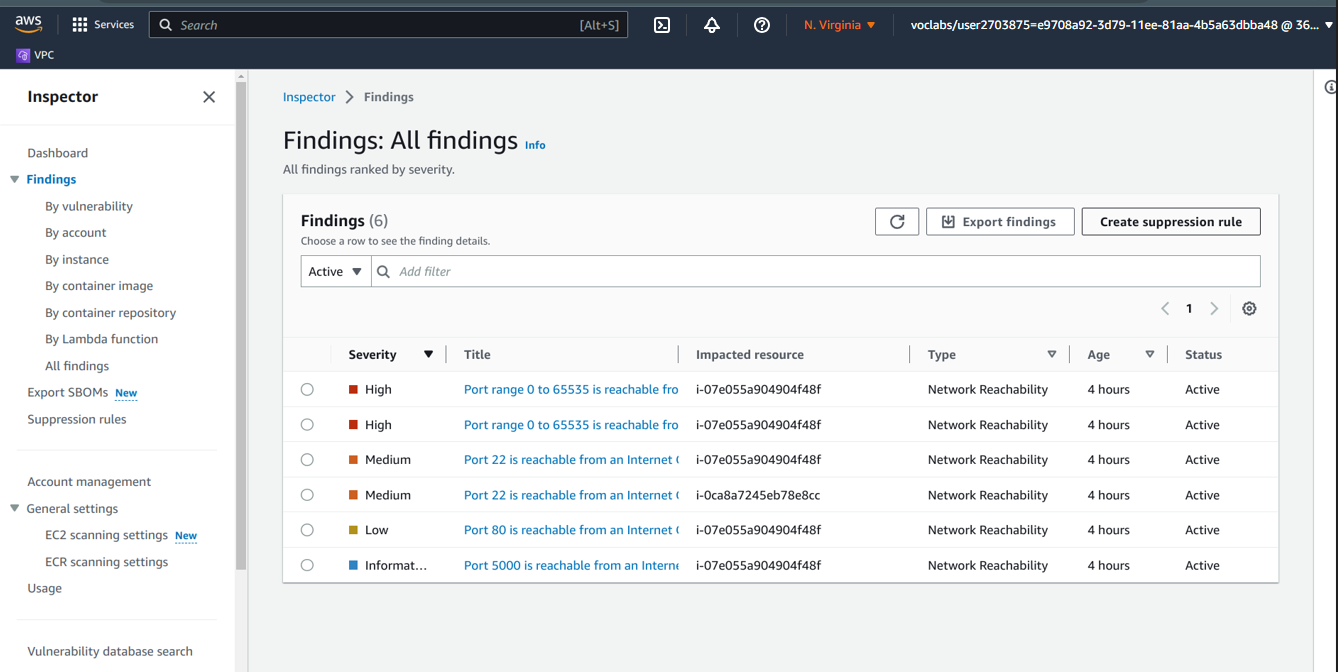 aws
Services
Search
[Alt+S]
N. Virginia
voclabs/user2703875=e9708a92-3d79-11ee-81aa-4b5a63dbba48 @ 36...
VPC
Inspector
Dashboard
Findings
By vulnerability
By account
By instance
By container image
By container repository
By Lambda function
All findings
Export SBOMs New
Suppression rules
Account management
General settings
EC2 scanning settings New
ECR scanning settings
Usage
Vulnerability database search
Inspector > Findings
Findings: All findings Info
All findings ranked by severity.
Findings (6)
Choose a row to see the finding details.
Export findings
Create suppression rule
Active
Add filter
1
Severity Title Impacted resource Type Age Status
High Port range 0 to 65535 is reachable fro i-07e055a904904f48f Network Reachability 4 hours Active
High Port range 0 to 65535 is reachable fro i-07e055a904904f48f Network Reachability 4 hours Active
Medium Port 22 is reachable from an Internet i-07e055a904904f48f Network Reachability 4 hours Active
Medium Port 22 is reachable from an Internet i-0ca8a7245eb78e8cc Network Reachability 4 hours Active
Low Port 80 is reachable from an Internet i-07e055a904904f48f Network Reachability 4 hours Active
Informat... Port 5000 is reachable from an Interne i-07e055a904904f48f Network Reachability 4 hours Active